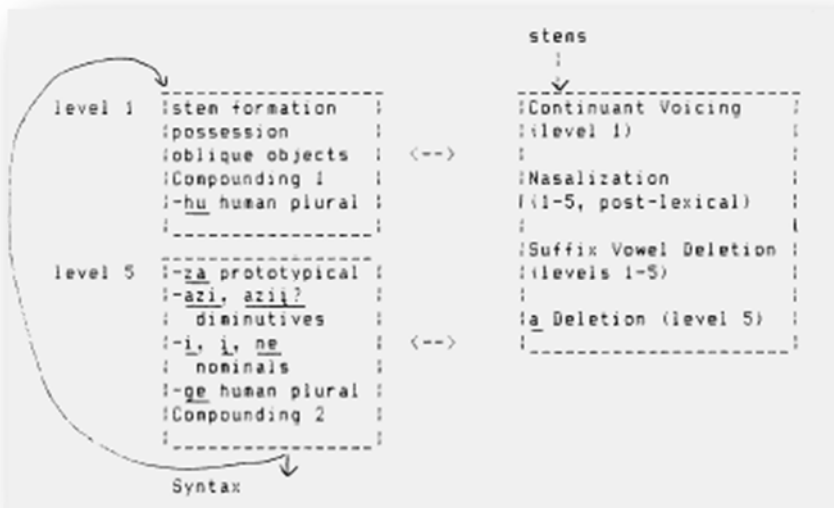 stems
level 1 stem formation
possession
oblique objects
Compounding 1
-hu human plural
<-->
Continuant Voicing
(level 1)
Nasalization
(1-5, post-lexical)
Suffix Vowel Deletion
(levels 1-5)
a Deletion (level 5)
level 5 -za prototypical
-azi, azií?
diminutives
-i, į, ne
nominals
-ge human plural
Compounding 2
<-->
Syntax